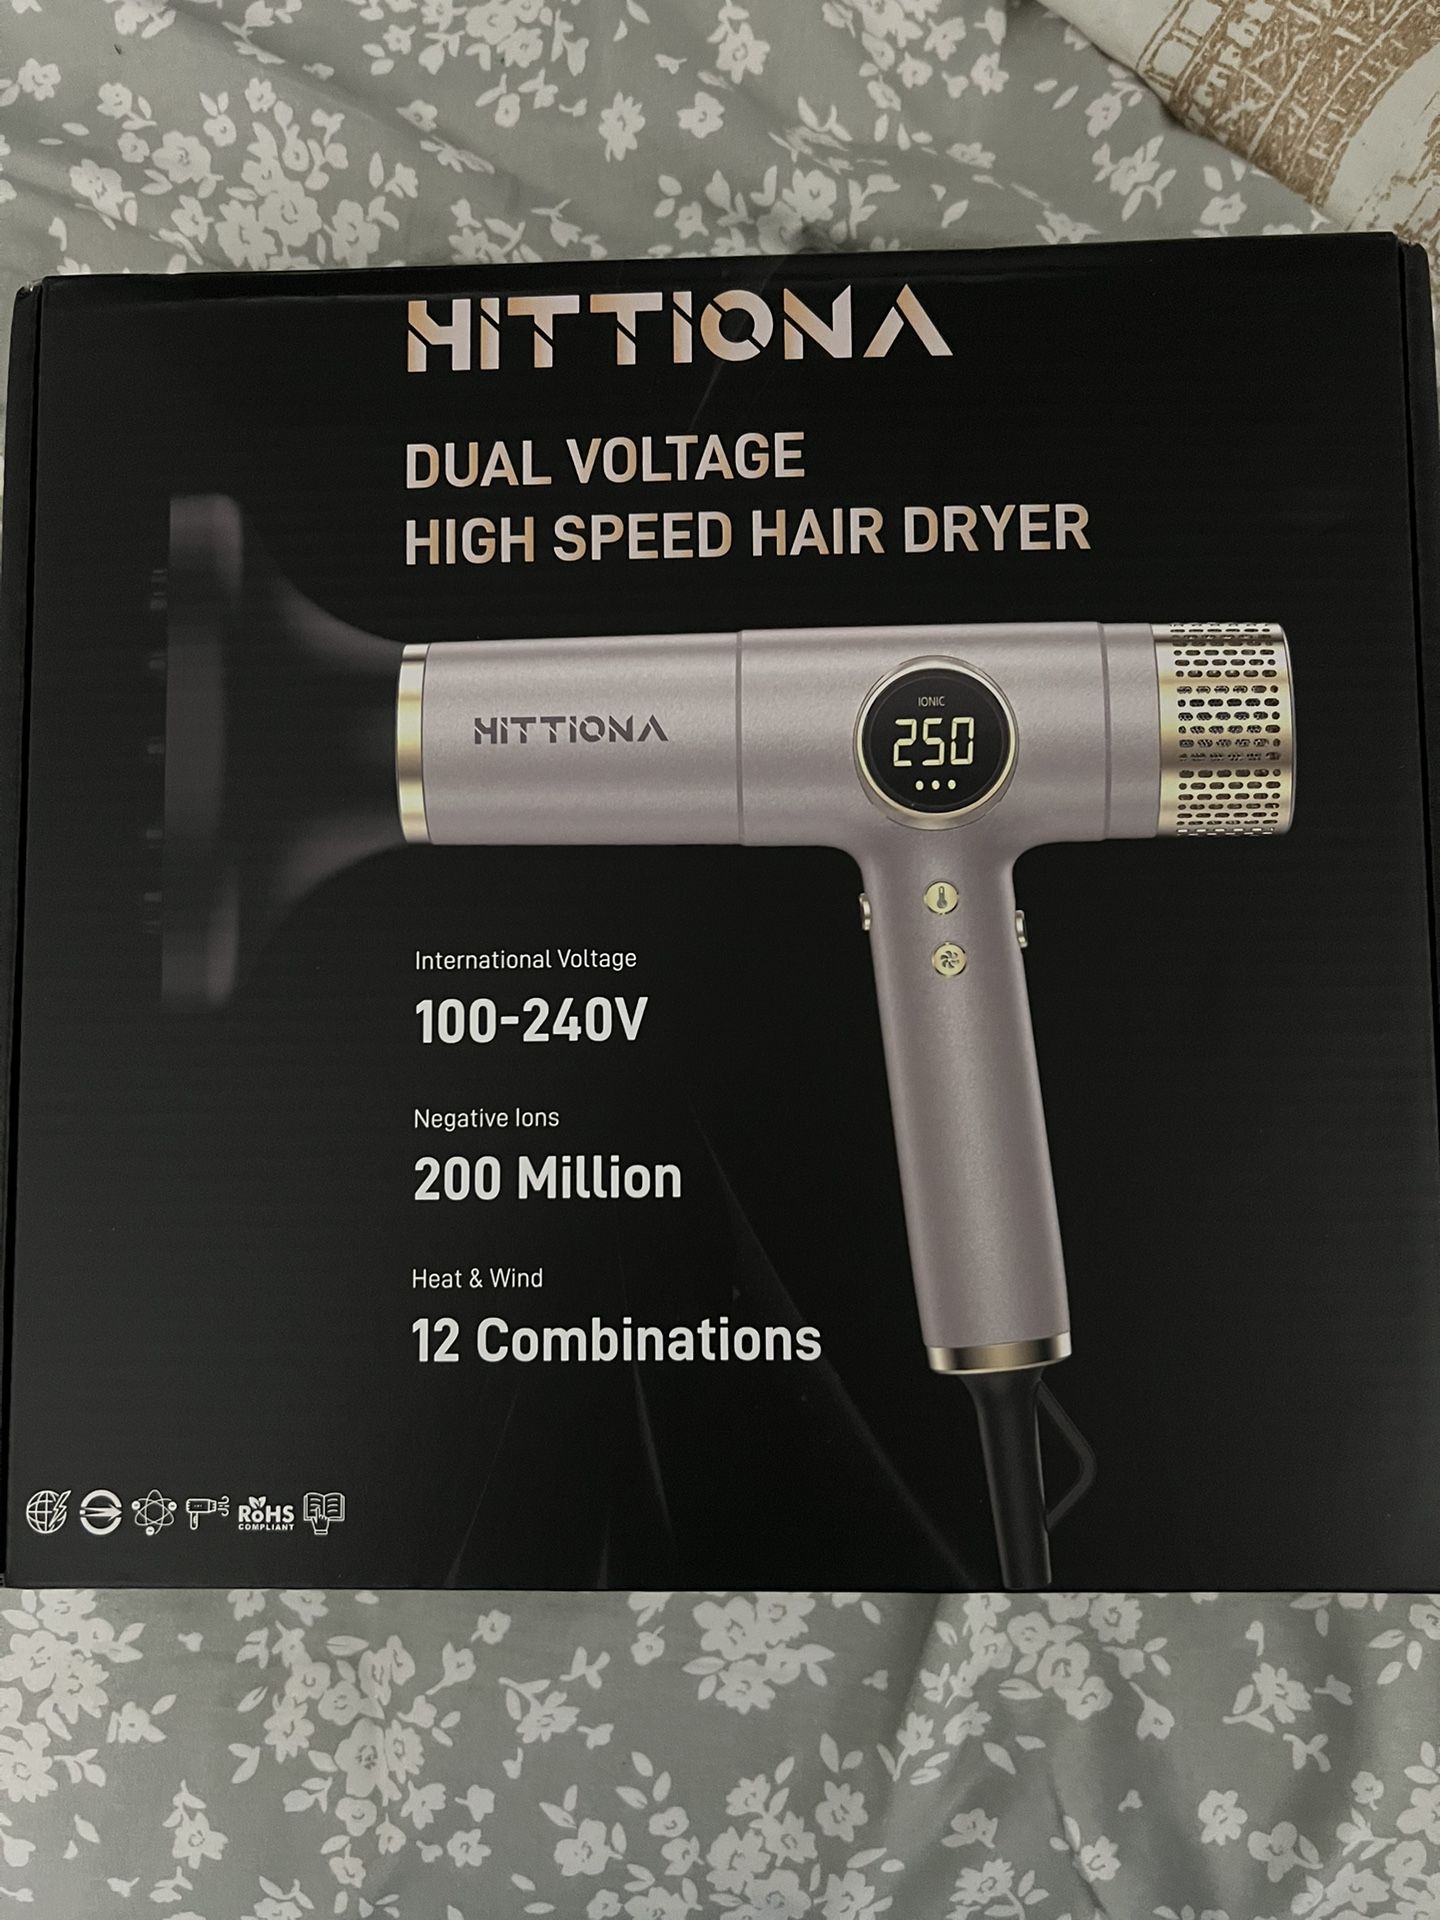 HITTIONA
DUAL VOLTAGE
HIGH SPEED HAIR DRYER
HITTIONA
IONIC
250
International Voltage
100-240V
Negative Ions
200 Million
Heat & Wind
12 Combinations
RoHS
COMPLIANT